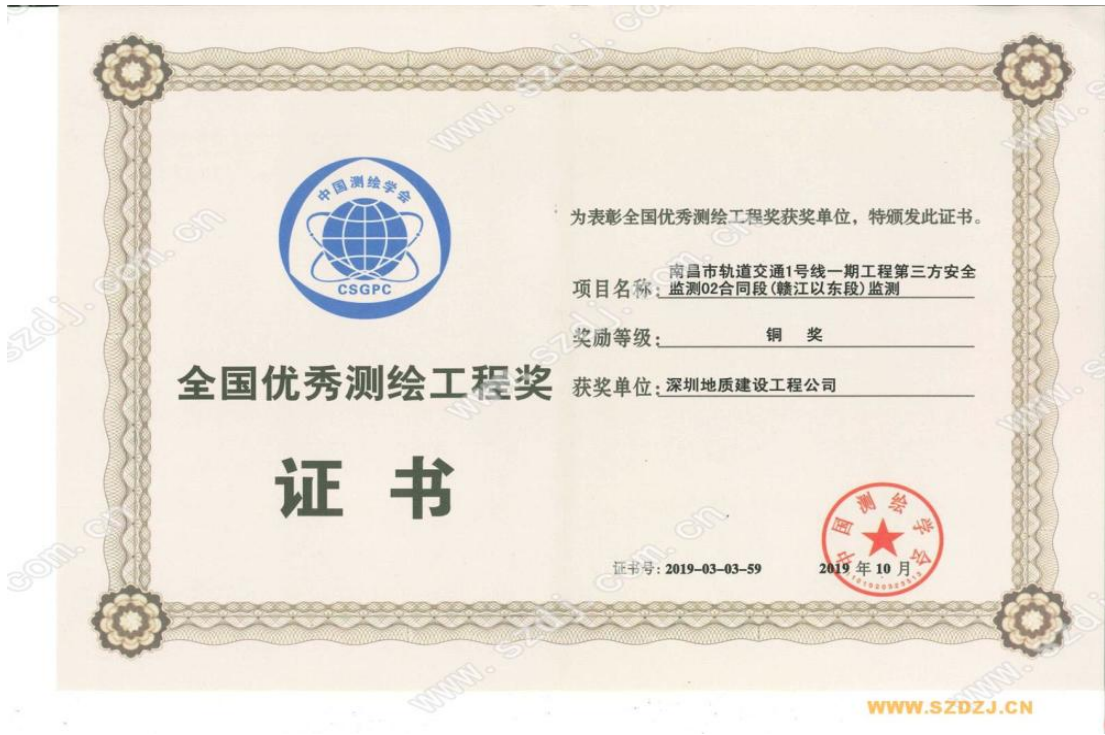 中国测绘学会
CSGPC
全国优秀测绘工程奖
证 书
为表彰全国优秀测绘工程奖获奖单位，特颁发此证书。
项目名称：南昌市轨道交通1号线一期工程第三方安全
监测02合同段(赣江以东段)监测
奖励等级：铜 奖
获奖单位：深圳地质建设工程公司
中国测绘学会
证书号：2019-03-03-59
2019 年 10 月
WWW.SZDZJ.CN
www.szdzj.com.cn